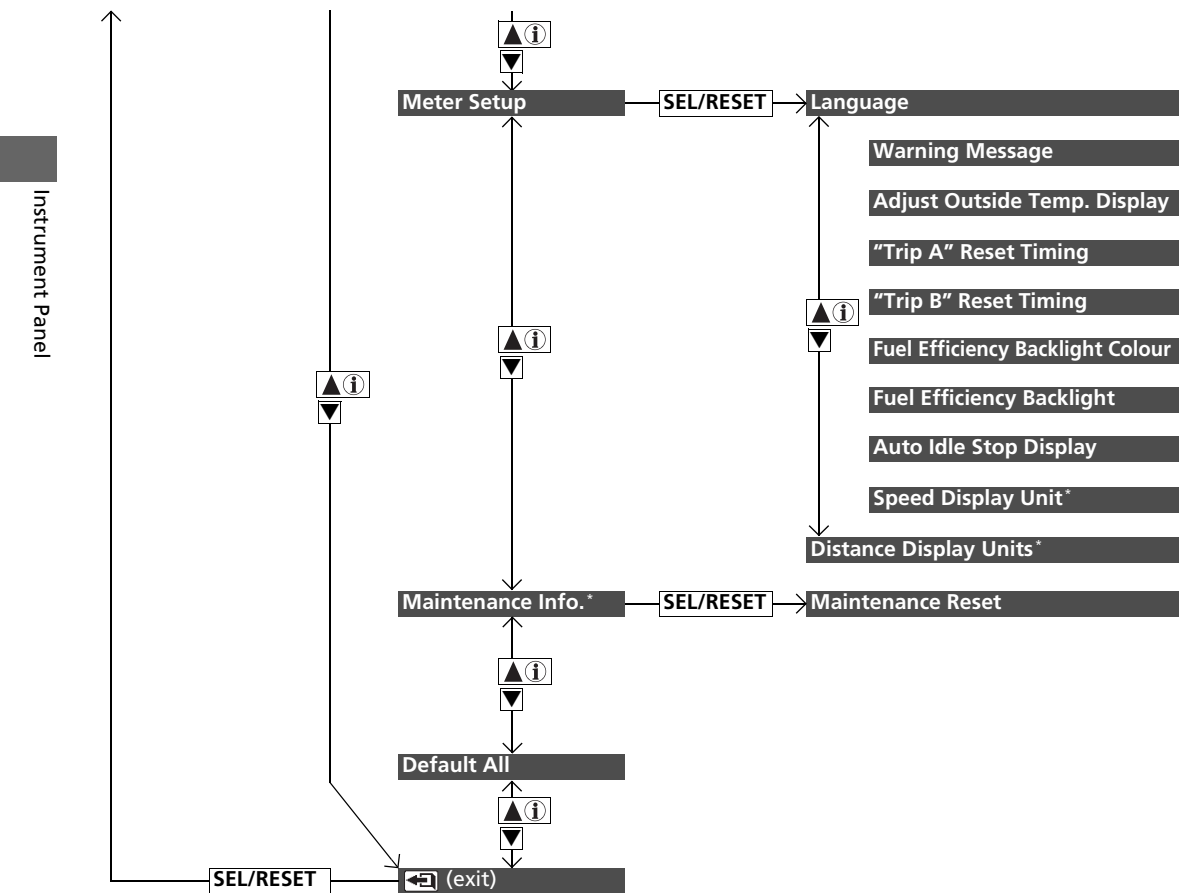 Meter Setup
SEL/RESET
Language
Warning Message
Adjust Outside Temp. Display
“Trip A” Reset Timing
“Trip B” Reset Timing
Fuel Efficiency Backlight Colour
Fuel Efficiency Backlight
Auto Idle Stop Display
Speed Display Unit*
Distance Display Units*
Maintenance Info.*
SEL/RESET
Maintenance Reset
Default All
SEL/RESET
(exit)
Instrument Panel